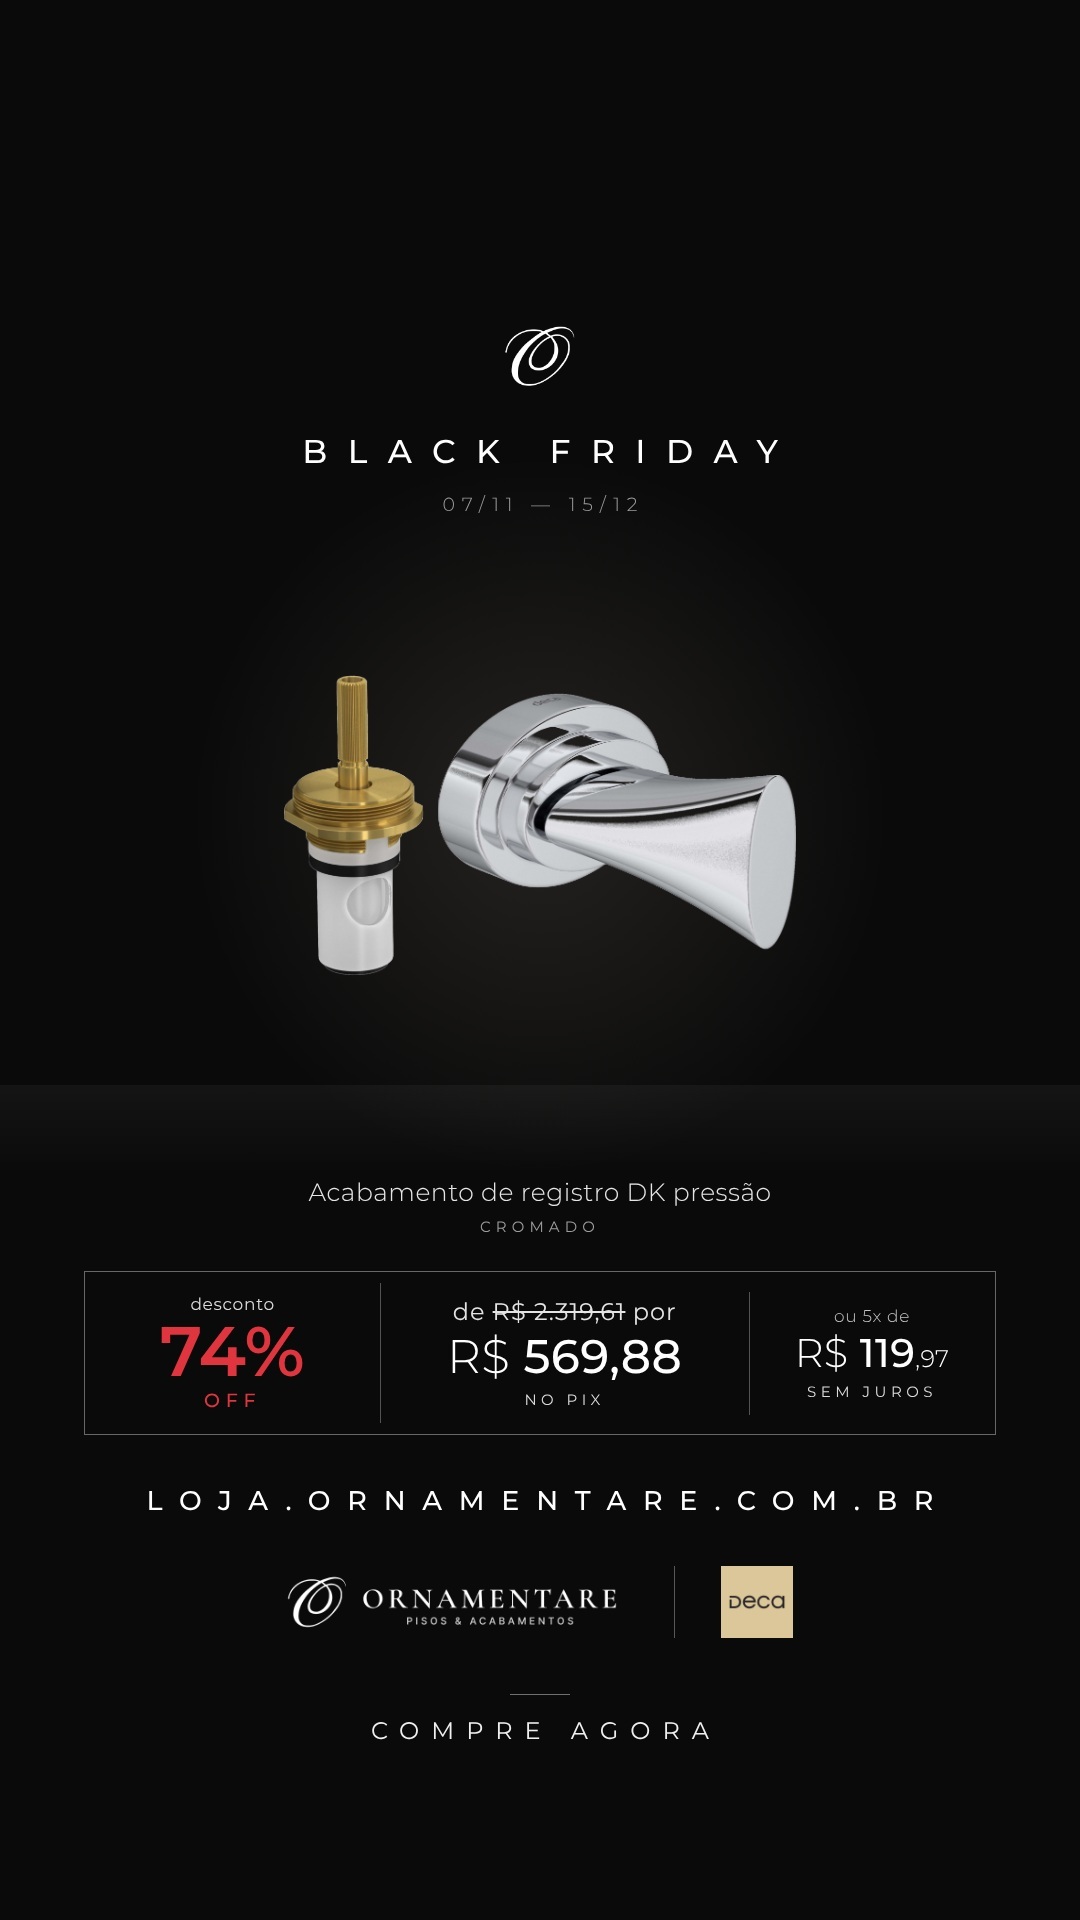 BLACK FRIDAY
07/11 — 15/12
deca
Acabamento de registro DK pressão
CROMADO
desconto
74%
OFF
de R$ 2.319,61 por
R$ 569,88
NO PIX
ou 5x de
R$ 119,97
SEM JUROS
LOJA.ORNAMENTARE.COM.BR
O ORNAMENTARE
PISOS & ACABAMENTOS
Deca
COMPRE AGORA